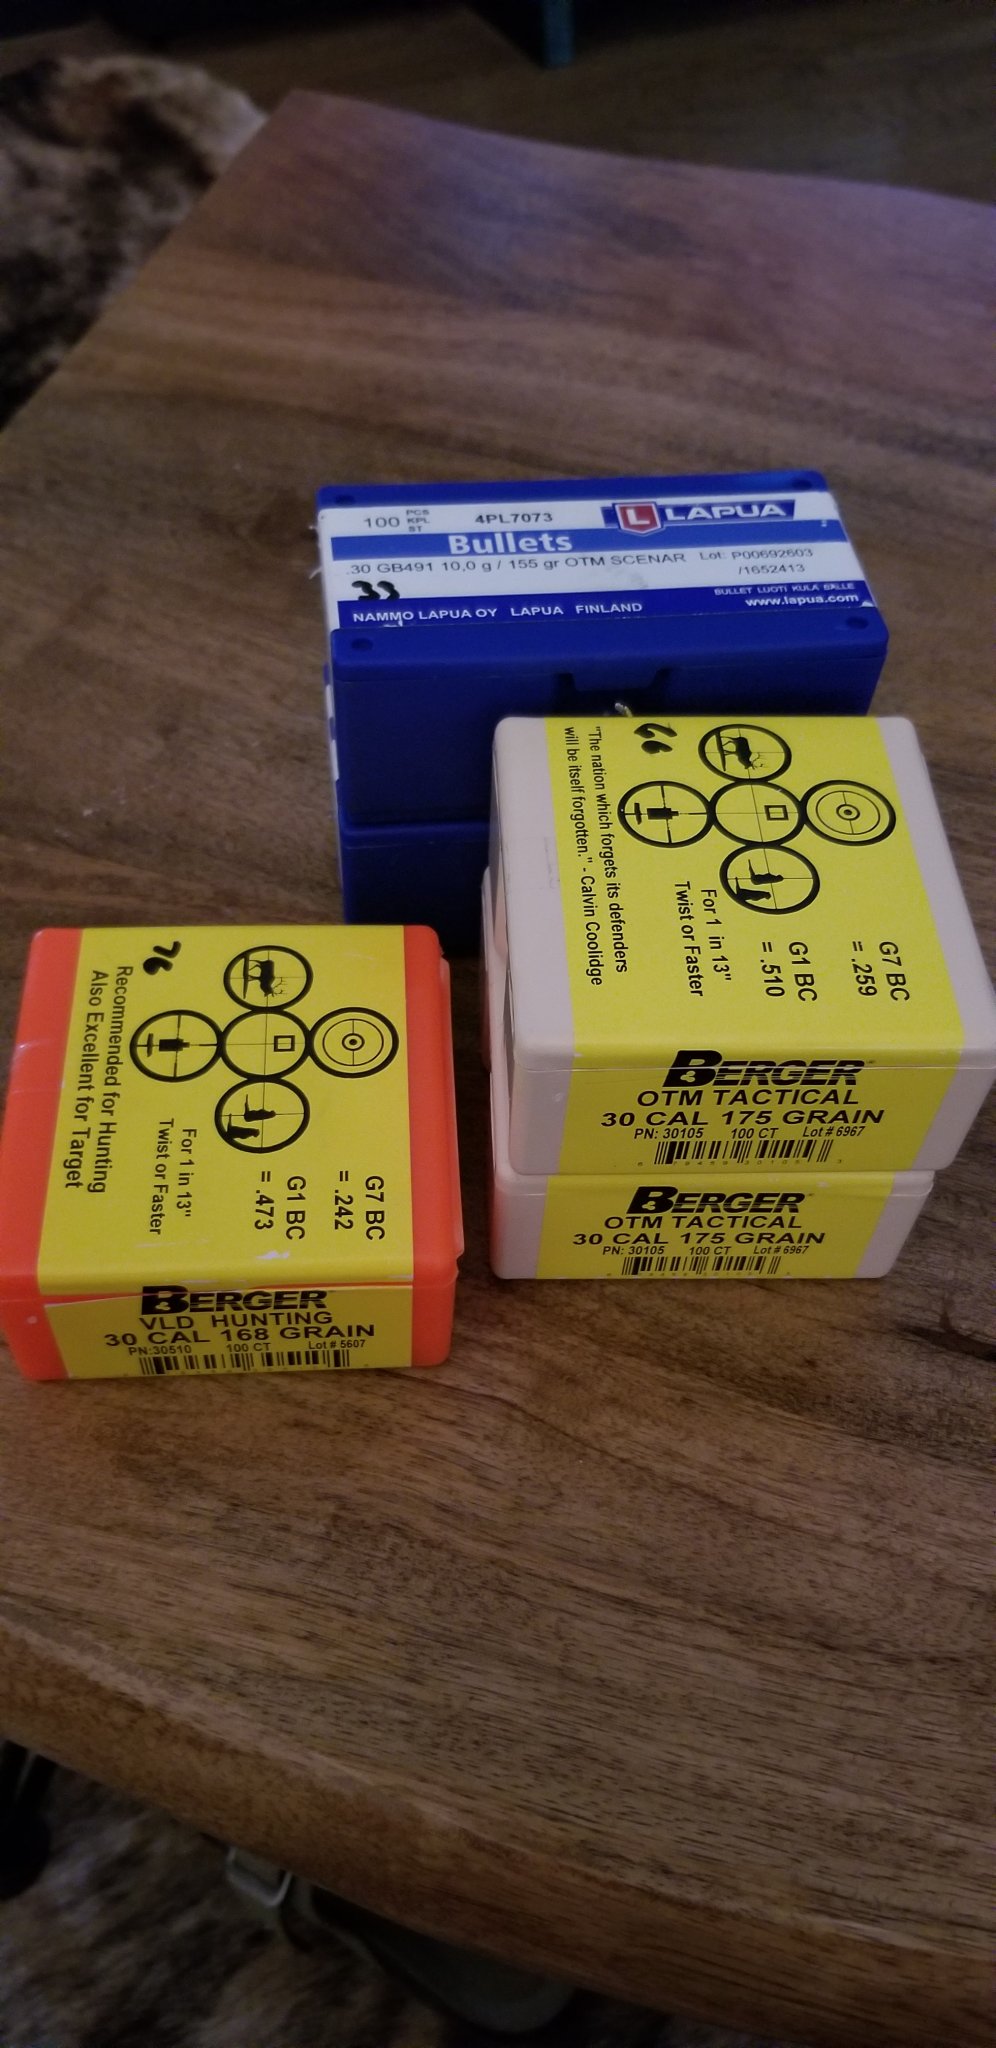 100 PCS KPL ST
4PL7073
LAPUA
Bullets
.30 GB491 10,0 g / 155 gr OTM SCENAR
Lot: P00692603
/1652413
33
BULLET LUOTI KULA BALLE
NAMMO LAPUA OY LAPUA FINLAND
www.lapua.com
66
"The nation which forgets its defenders
will be itself forgotten." - Calvin Coolidge
For 1 in 13"
Twist or Faster
G1 BC
= .510
G7 BC
= .259
BERGER
OTM TACTICAL
30 CAL 175 GRAIN
PN: 30105 100 CT Lot # 6967
BERGER
OTM TACTICAL
30 CAL 175 GRAIN
PN: 30105 100 CT Lot # 6967
76
Recommended for Hunting
Also Excellent for Target
For 1 in 13"
Twist or Faster
G1 BC
= .473
G7 BC
= .242
BERGER
VLD HUNTING
30 CAL 168 GRAIN
PN:30510 100 CT Lot # 5607